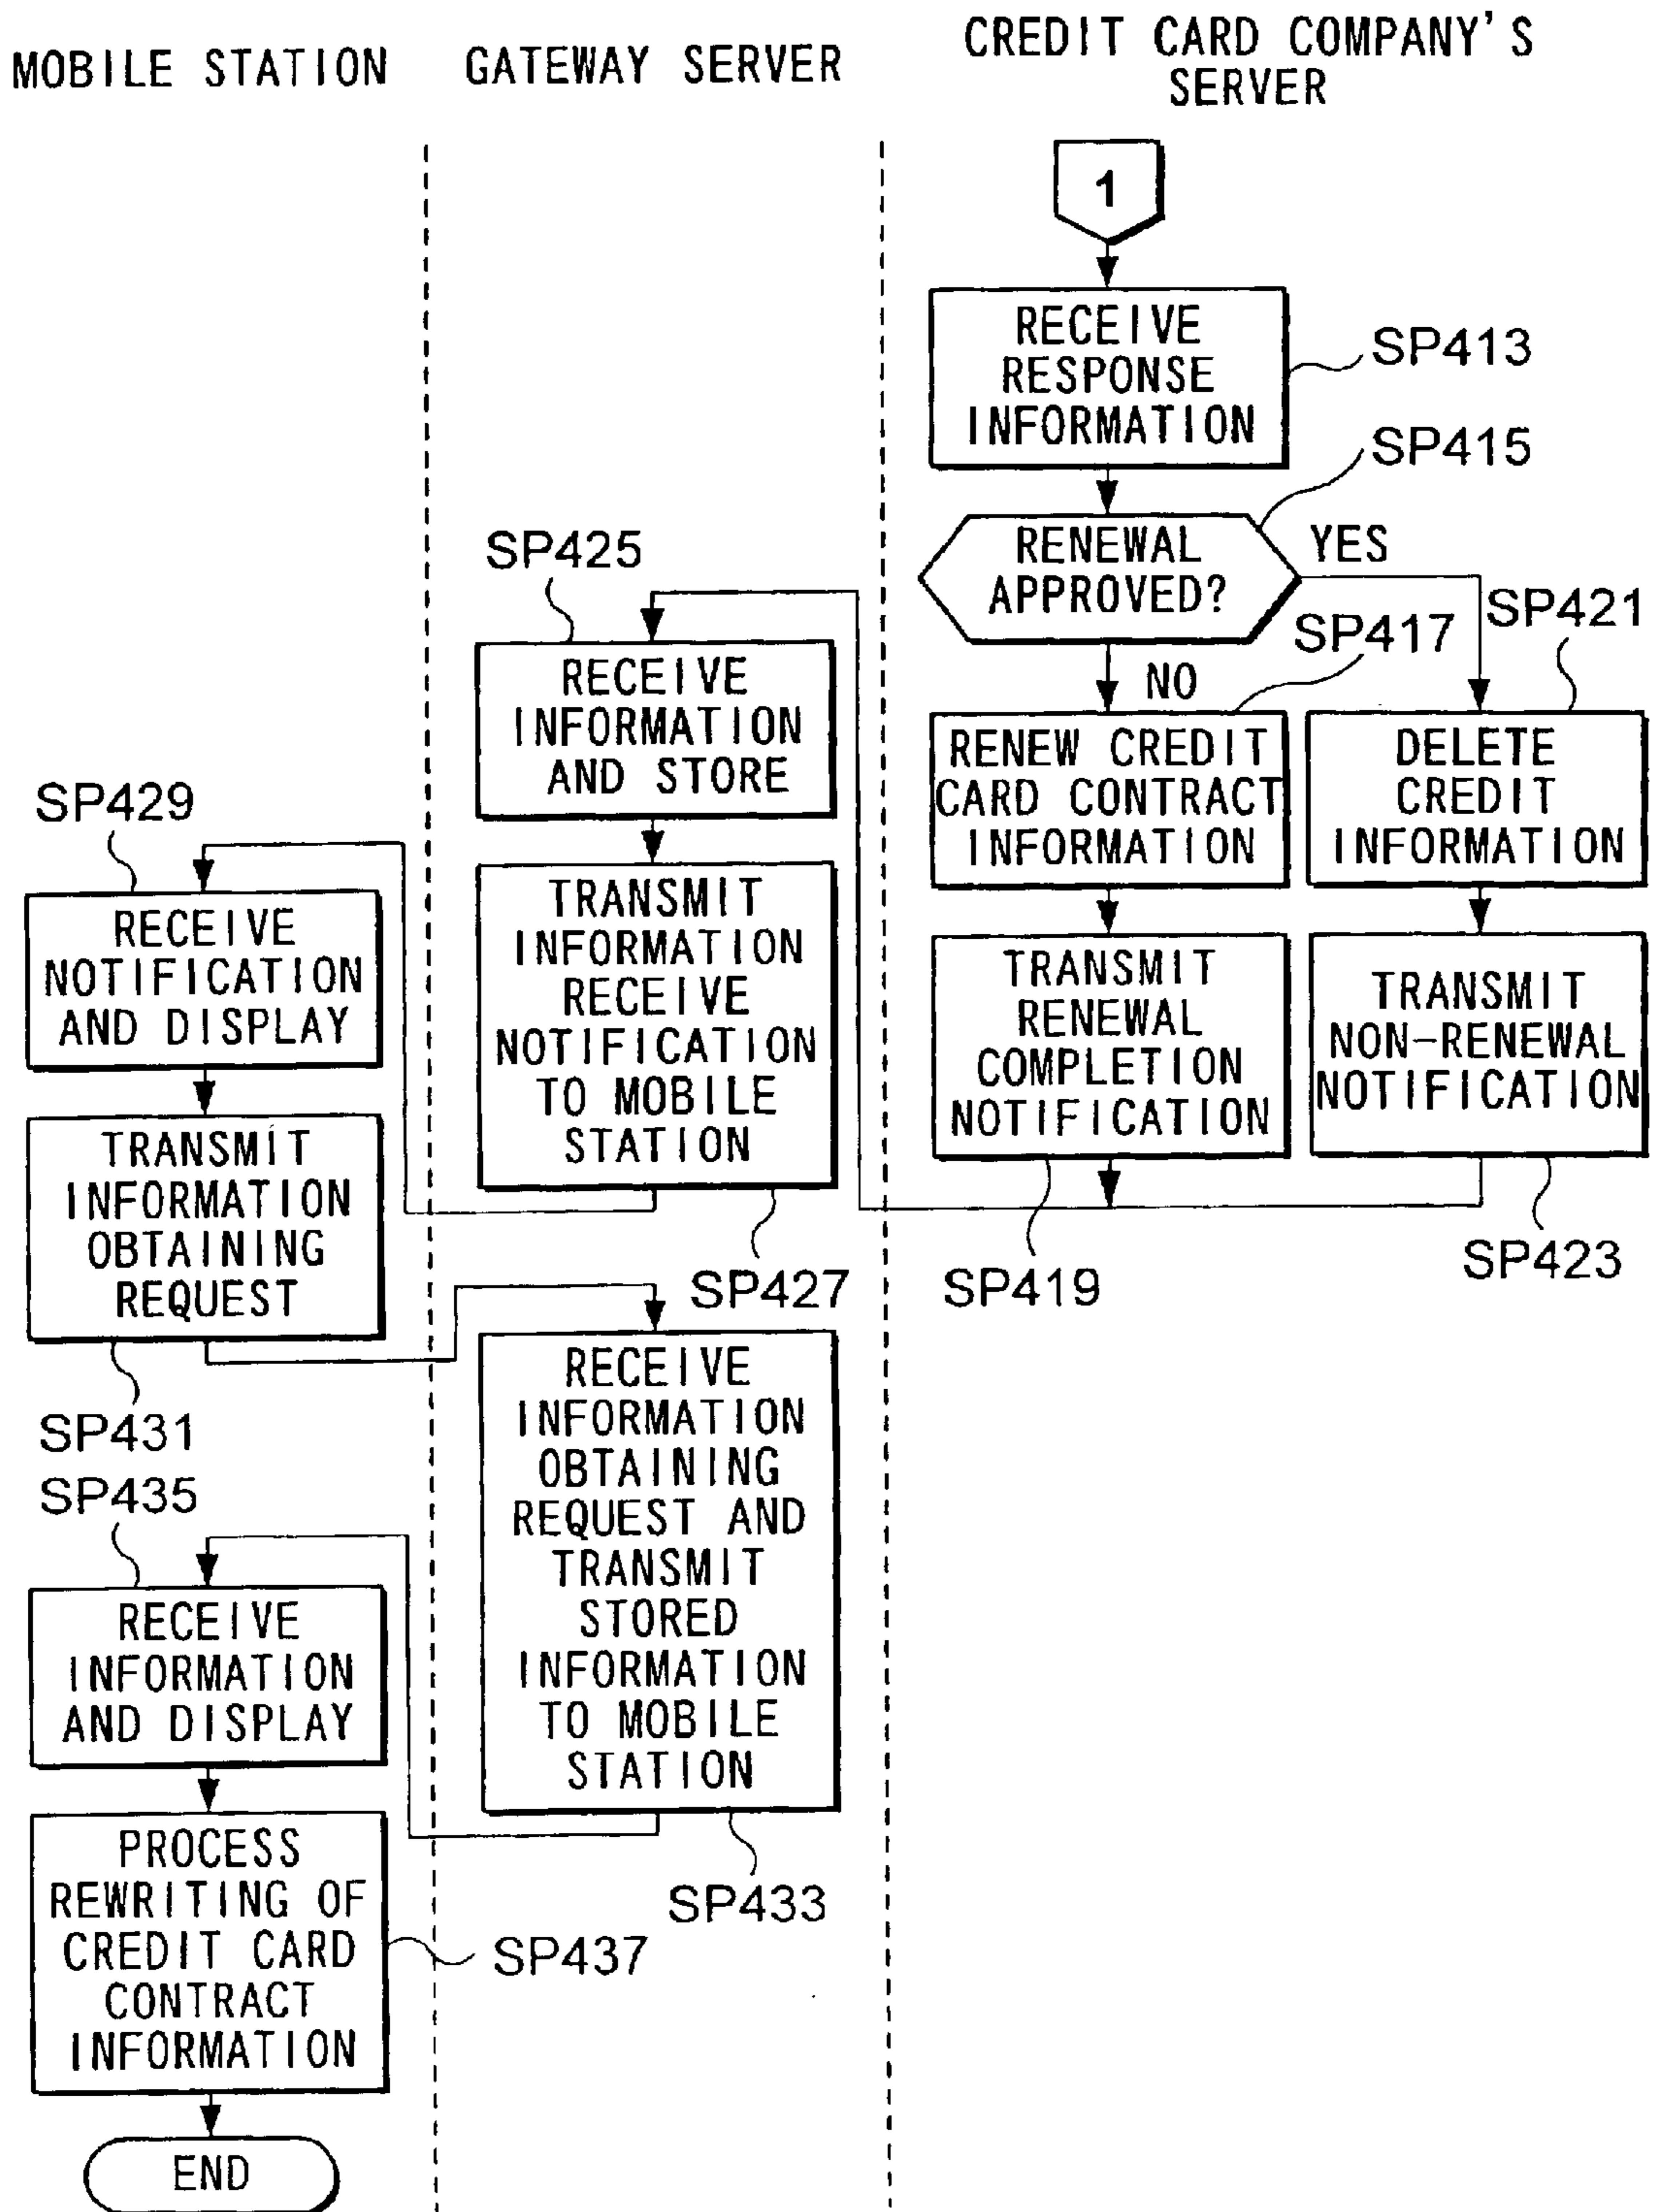 MOBILE STATION
GATEWAY SERVER
CREDIT CARD COMPANY'S
SERVER
1
RECEIVE
RESPONSE
INFORMATION
SP413
SP415
RENEWAL
APPROVED?
YES
NO
SP417
SP421
RENEW CREDIT
CARD CONTRACT
INFORMATION
DELETE
CREDIT
INFORMATION
TRANSMIT
RENEWAL
COMPLETION
NOTIFICATION
TRANSMIT
NON-RENEWAL
NOTIFICATION
SP419
SP423
SP425
RECEIVE
INFORMATION
AND STORE
TRANSMIT
INFORMATION
RECEIVE
NOTIFICATION
TO MOBILE
STATION
SP427
SP429
RECEIVE
NOTIFICATION
AND DISPLAY
TRANSMIT
INFORMATION
OBTAINING
REQUEST
SP431
RECEIVE
INFORMATION
OBTAINING
REQUEST AND
TRANSMIT
STORED
INFORMATION
TO MOBILE
STATION
SP433
SP435
RECEIVE
INFORMATION
AND DISPLAY
PROCESS
REWRITING OF
CREDIT CARD
CONTRACT
INFORMATION
SP437
END